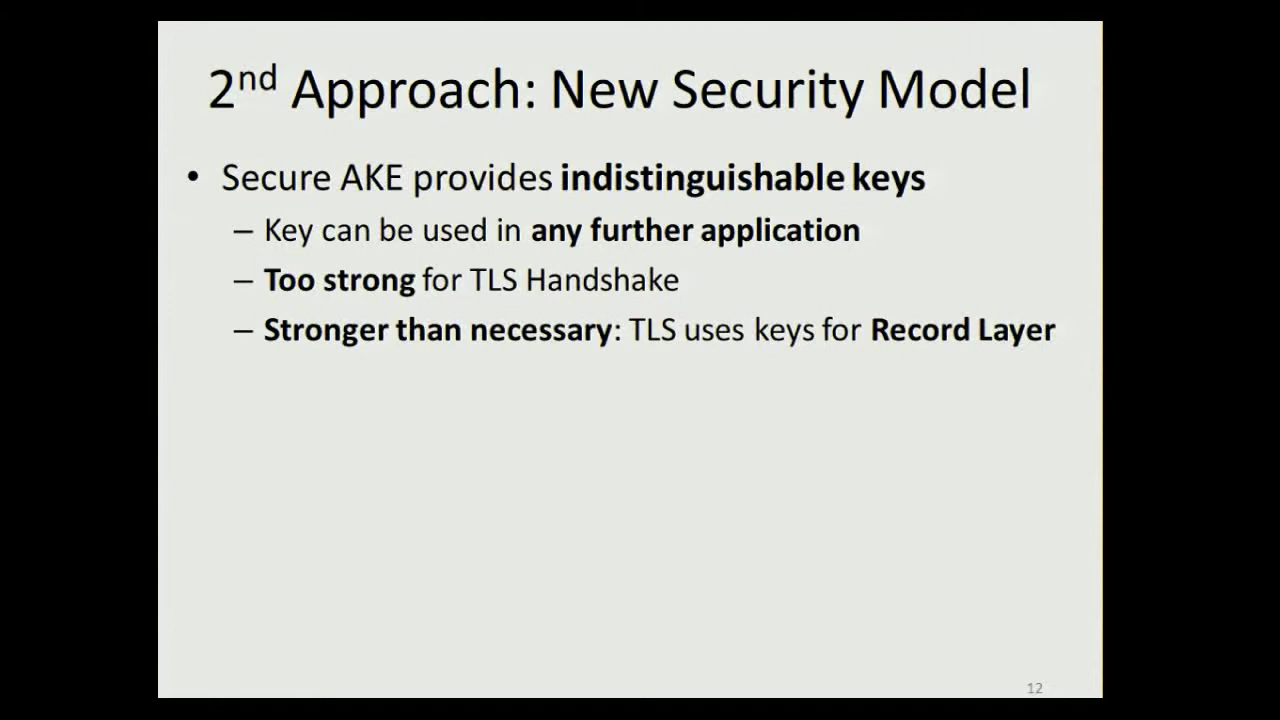 2nd Approach: New Security Model
• Secure AKE provides indistinguishable keys
– Key can be used in any further application
– Too strong for TLS Handshake
– Stronger than necessary: TLS uses keys for Record Layer
12